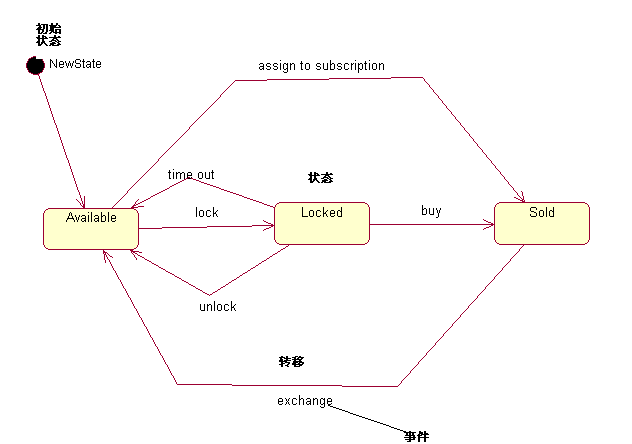 初始
状态
NewState
assign to subscription
time out
状态
Available
lock
Locked
buy
Sold
unlock
转移
exchange
事件